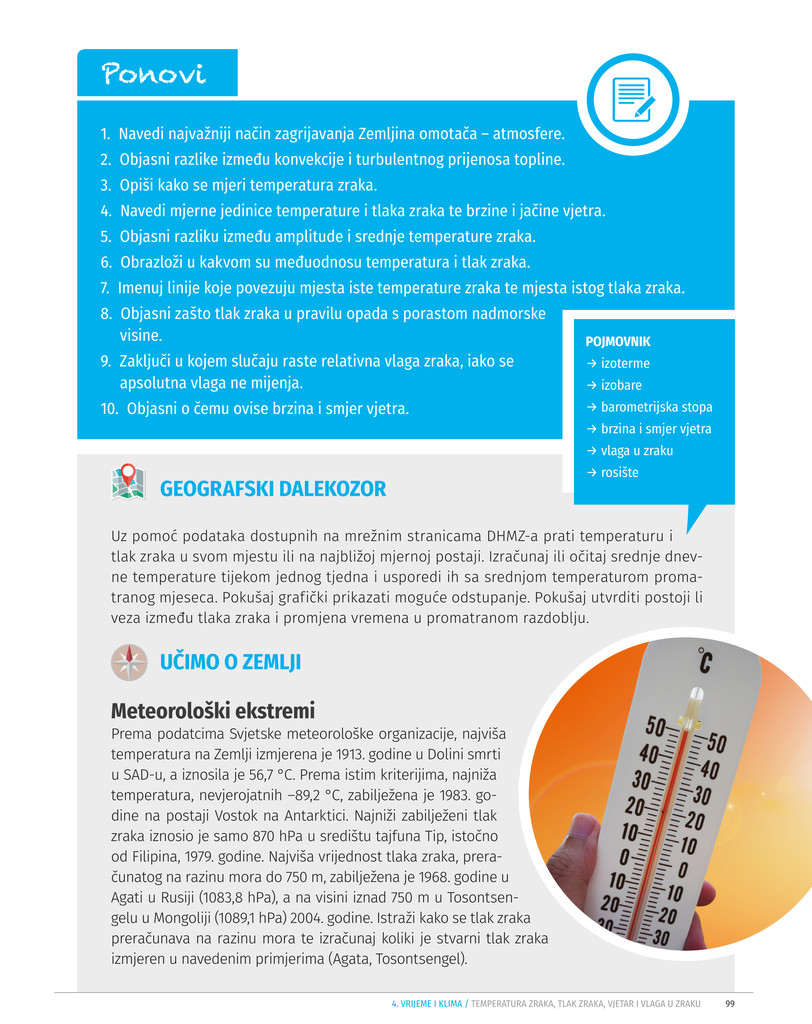 Ponovi
1. Navedi najvažniji način zagrijavanja Zemljina omotača – atmosfere.
2. Objasni razlike između konvekcije i turbulentnog prijenosa topline.
3. Opiši kako se mjeri temperatura zraka.
4. Navedi mjerne jedinice temperature i tlaka zraka te brzine i jačine vjetra.
5. Objasni razliku između amplitude i srednje temperature zraka.
6. Obrazloži u kakvom su međuodnosu temperatura i tlak zraka.
7. Imenuj linije koje povezuju mjesta iste temperature zraka te mjesta istog tlaka zraka.
8. Objasni zašto tlak zraka u pravilu opada s porastom nadmorske
visine.
9. Zaključi u kojem slučaju raste relativna vlaga zraka, iako se
apsolutna vlaga ne mijenja.
10. Objasni o čemu ovise brzina i smjer vjetra.
POJMOVNIK
→ izoterme
→ izobare
→ barometrijska stopa
→ brzina i smjer vjetra
→ vlaga u zraku
→ rosište
GEOGRAFSKI DALEKOZOR
Uz pomoć podataka dostupnih na mrežnim stranicama DHMZ-a prati temperaturu i
tlak zraka u svom mjestu ili na najbližoj mjernoj postaji. Izračunaj ili očitaj srednje dnev-
ne temperature tijekom jednog tjedna i usporedi ih sa srednjom temperaturom proma-
tranog mjeseca. Pokušaj grafički prikazati moguće odstupanje. Pokušaj utvrditi postoji li
veza između tlaka zraka i promjena vremena u promatranom razdoblju.
UČIMO O ZEMLJI
Meteorološki ekstremi
Prema podatcima Svjetske meteorološke organizacije, najviša
temperatura na Zemlji izmjerena je 1913. godine u Dolini smrti
u SAD-u, a iznosila je 56,7 °C. Prema istim kriterijima, najniža
temperatura, nevjerojatnih –89,2 °C, zabilježena je 1983. go-
dine na postaji Vostok na Antarktici. Najniži zabilježeni tlak
zraka iznosio je samo 870 hPa u središtu tajfuna Tip, istočno
od Filipina, 1979. godine. Najviša vrijednost tlaka zraka, prera-
čunatog na razinu mora do 750 m, zabilježena je 1968. godine u
Agati u Rusiji (1083,8 hPa), a na visini iznad 750 m u Tosontsen-
gelu u Mongoliji (1089,1 hPa) 2004. godine. Istraži kako se tlak zraka
preračunava na razinu mora te izračunaj koliki je stvarni tlak zraka
izmjeren u navedenim primjerima (Agata, Tosontsengel).
°C
50 50
40 40
30 30
20 20
10 10
0 0
10 10
20 20
30 30
4. VRIJEME I KLIMA / TEMPERATURA ZRAKA, TLAK ZRAKA, VJETAR I VLAGA U ZRAKU 99